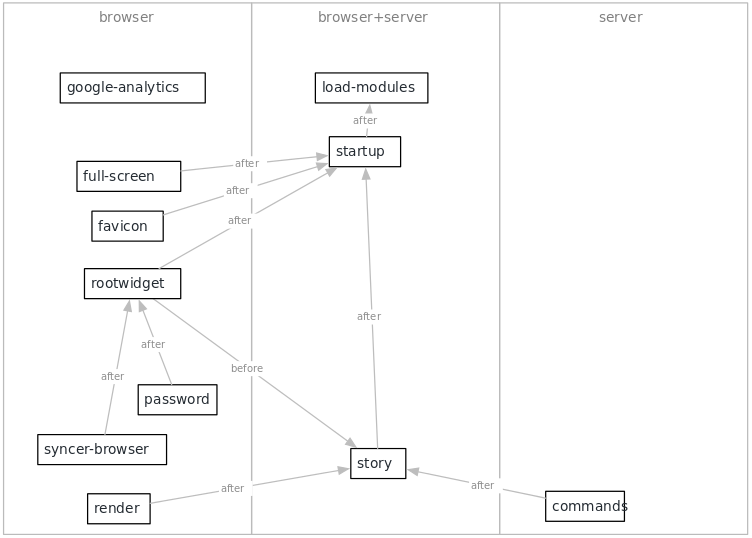 browser
browser+server
server
google-analytics
load-modules
after
startup
full-screen
after
after
favicon
after
rootwidget
after
after
before
after
password
syncer-browser
story
after
after
render
commands